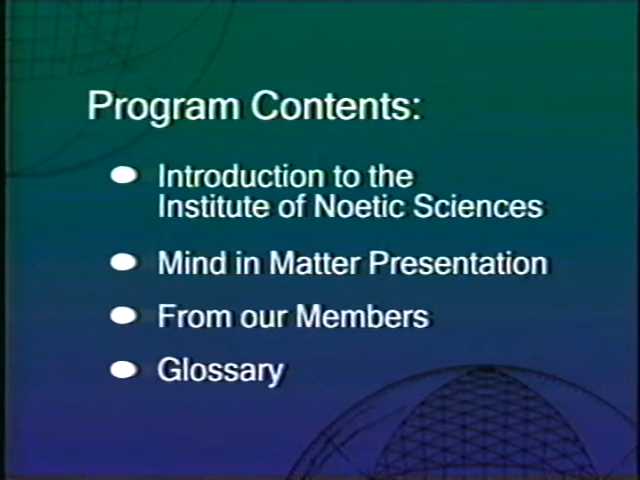 Program Contents:
Introduction to the
Institute of Noetic Sciences
Mind in Matter Presentation
From our Members
Glossary